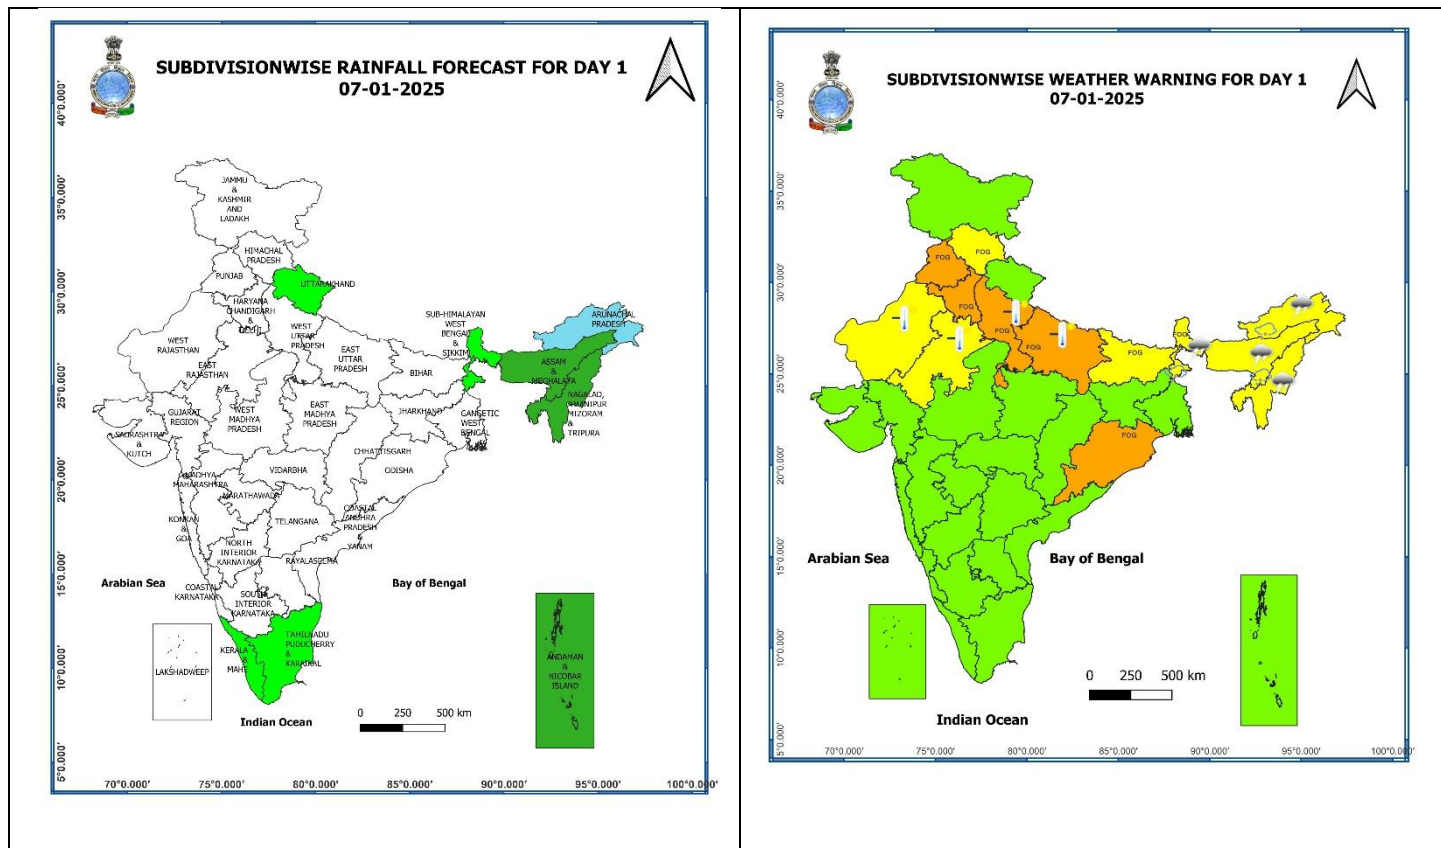 SUBDIVISIONWISE RAINFALL FORECAST FOR DAY 1
07-01-2025
40°0.000'
35°0.000'
30°0.000'
25°0.000'
20°0.000'
15°0.000'
10°0.000'
5°0.000'
JAMMU
&
KASHMIR
AND
LADAKH
HIMACHAL
PRADESH
PUNJAB
UTTARAKHAND
HARYANA
CHANDIGARH
&
DELHI
WEST
UTTAR
PRADESH
EAST
UTTAR
PRADESH
WEST
RAJASTHAN
EAST
RAJASTHAN
SUB-HIMALAYAN
WEST
BENGAL
&
SIKKIM
ARUNACHAL
PRADESH
ASSAM
&
MEGHALAYA
NAGALAD,
MANIPUR
MIZORAM
&
TRIPURA
BIHAR
JHARKHAND
GANGETIC
WEST
BENGAL
GUJARAT
REGION
SAURASHTRA
&
KUTCH
WEST
MADHYA
PRADESH
EAST
MADHYA
PRADESH
CHHATTISGARH
ODISHA
VIDARBHA
MADHYA
MAHARASHTRA
MARATHAWADA
KONKAN
&
GOA
TELANGANA
COASTAL
ANDHRA
PRADESH
&
YANAM
NORTH
INTERIOR
KARNATAKA
RAYALASEEMA
COASTAL
KARNATAKA
SOUTH
INTERIOR
KARNATAKA
TAMILNADU
PUDUCHERRY
&
KARAIKAL
KERALA
&
MAHE
LAKSHADWEEP
ANDAMAN
&
NICOBAR
ISLAND
Arabian Sea
Bay of Bengal
Indian Ocean
0 250 500 km
70°0.000' 75°0.000' 80°0.000' 85°0.000' 90°0.000' 95°0.000' 100°0.000'
SUBDIVISIONWISE WEATHER WARNING FOR DAY 1
07-01-2025
40°0.000'
35°0.000'
30°0.000'
25°0.000'
20°0.000'
15°0.000'
10°0.000'
5°0.000'
FOG
FOG
FOG
FOG
FOG
FOG
FOG
FOG
Arabian Sea
Bay of Bengal
Indian Ocean
0 250 500 km
70°0.000' 75°0.000' 80°0.000' 85°0.000' 90°0.000' 95°0.000' 100°0.000'